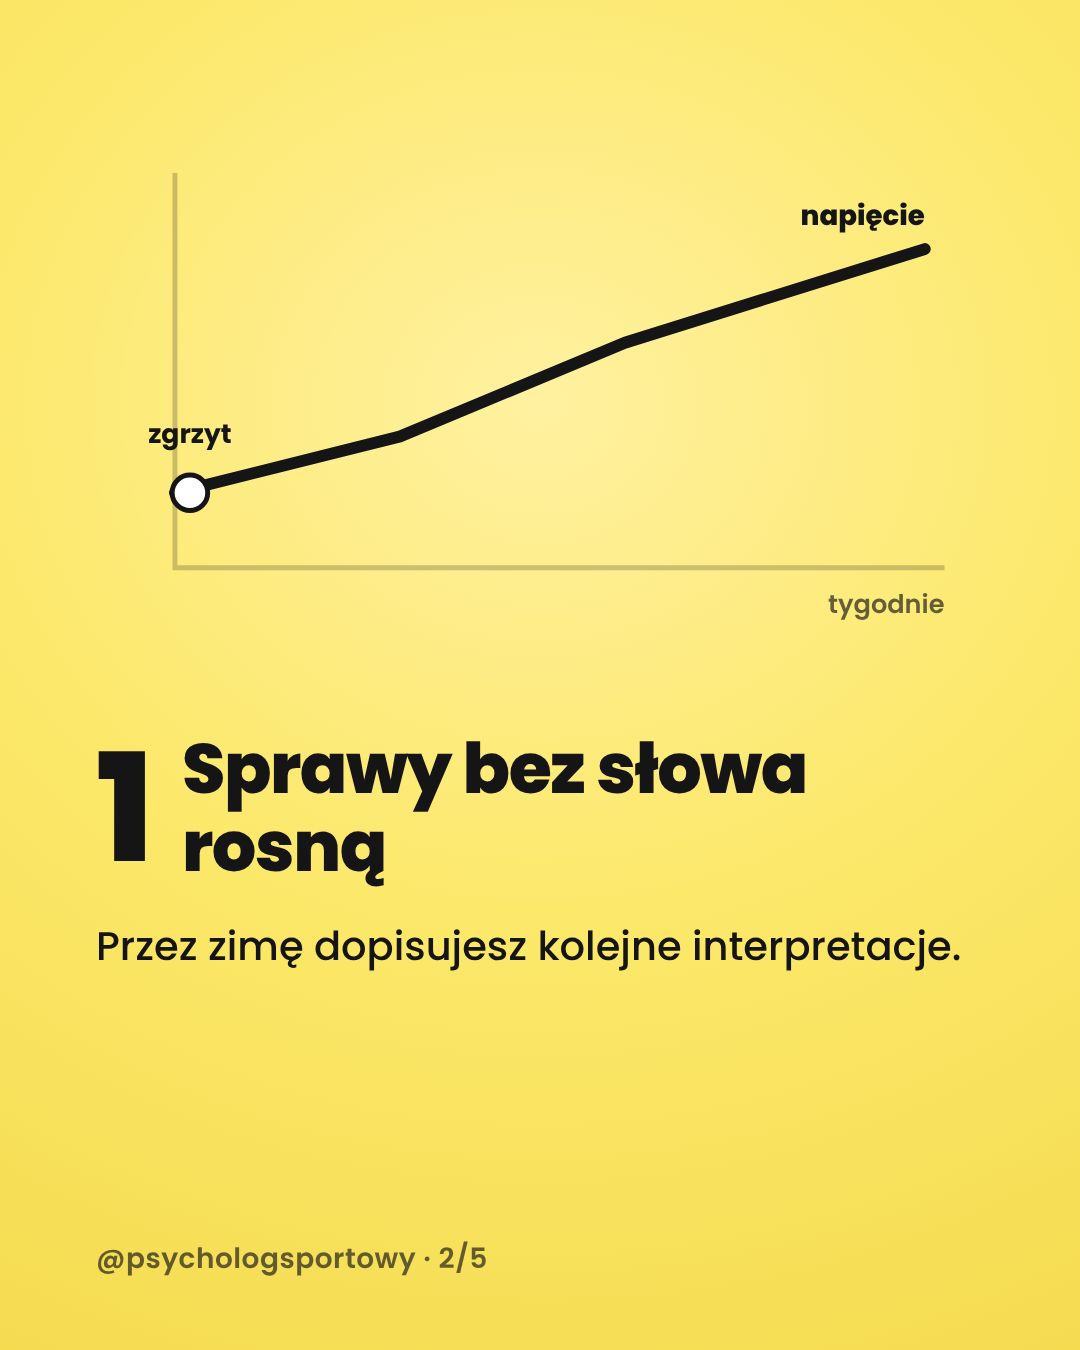 napięcie
zgrzyt
tygodnie
1 Sprawy bez słowa
rosną
Przez zimę dopisujesz kolejne interpretacje.
@psychologsportowy · 2/5